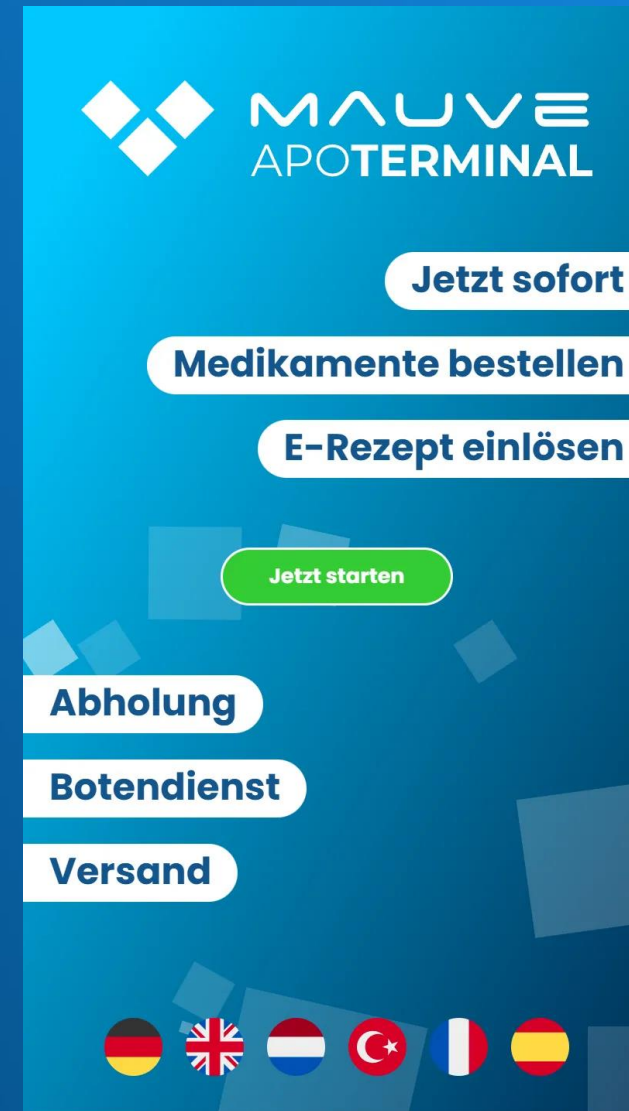 MAUVE
APOTERMINAL
Jetzt sofort
Medikamente bestellen
E-Rezept einlösen
Jetzt starten
Abholung
Botendienst
Versand